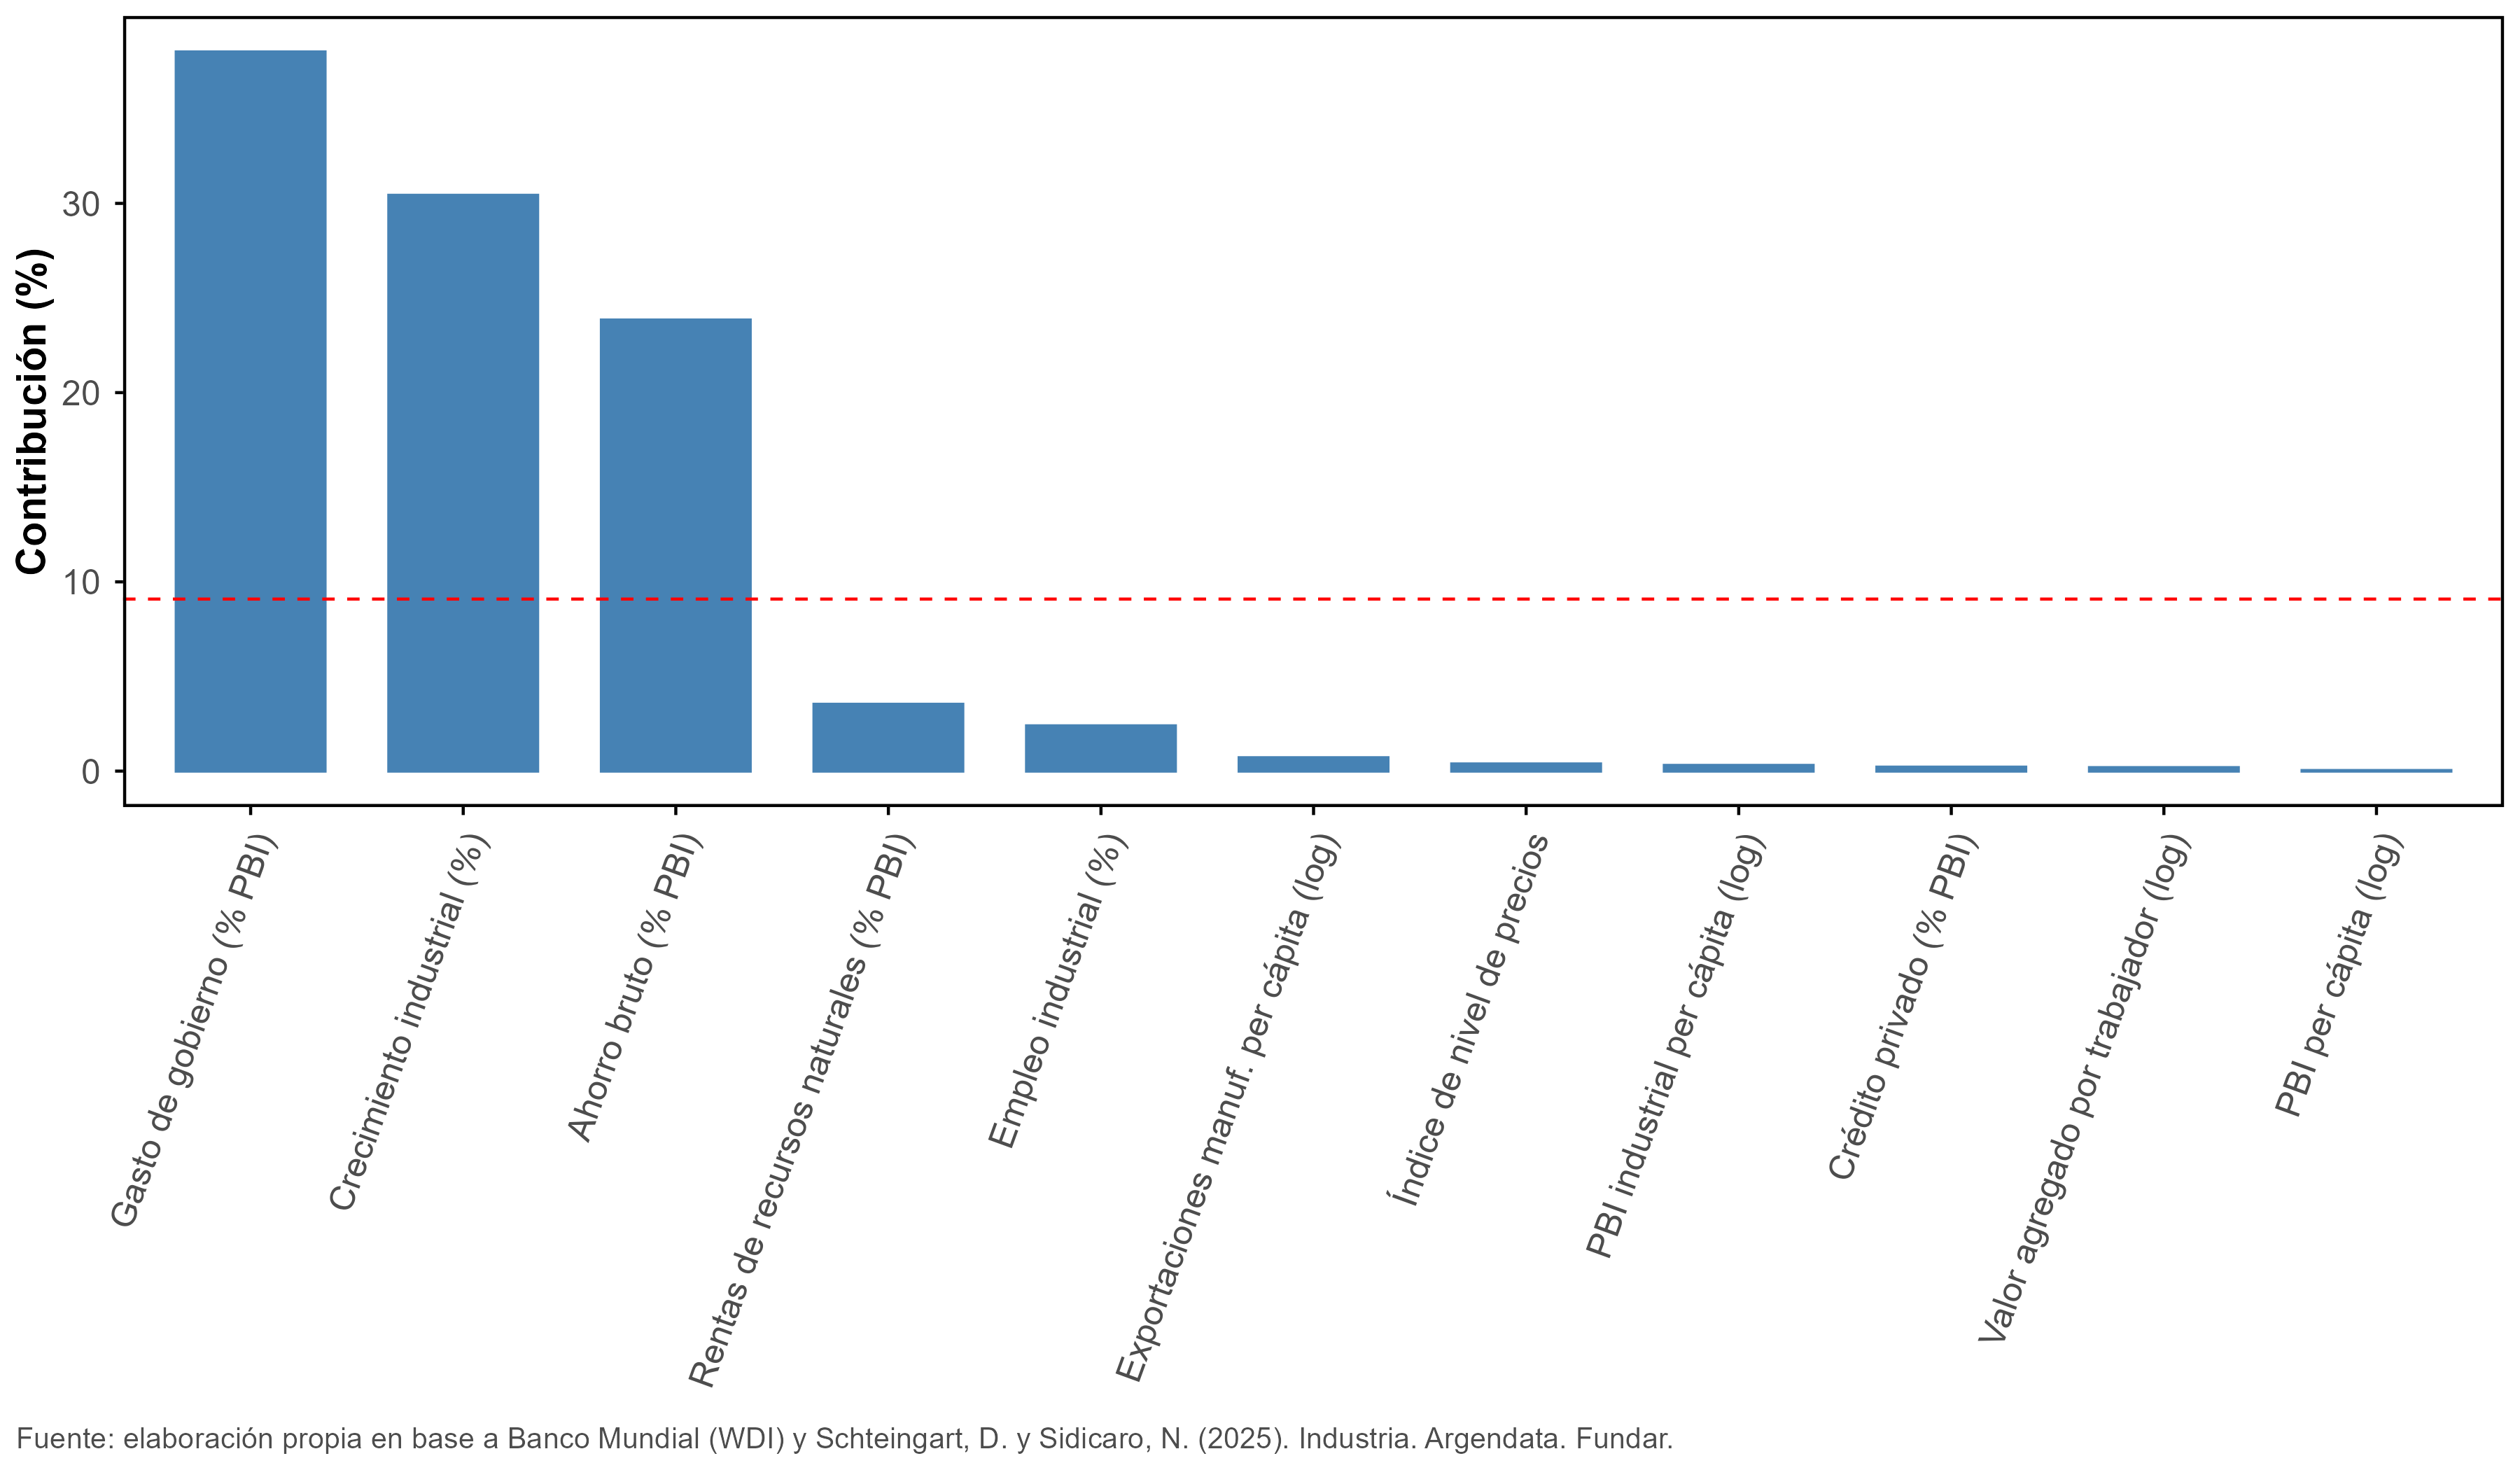 Contribución (%)
30
20
10
0
Gasto de gobierno (% PBI)
Crecimiento industrial (%)
Ahorro bruto (% PBI)
Rentas de recursos naturales (% PBI)
Empleo industrial (%)
Exportaciones manuf. per cápita (log)
Índice de nivel de precios
PBI industrial per cápita (log)
Crédito privado (% PBI)
Valor agregado por trabajador (log)
PBI per cápita (log)
Fuente: elaboración propia en base a Banco Mundial (WDI) y Schteingart, D. y Sidicaro, N. (2025). Industria. Argendata. Fundar.